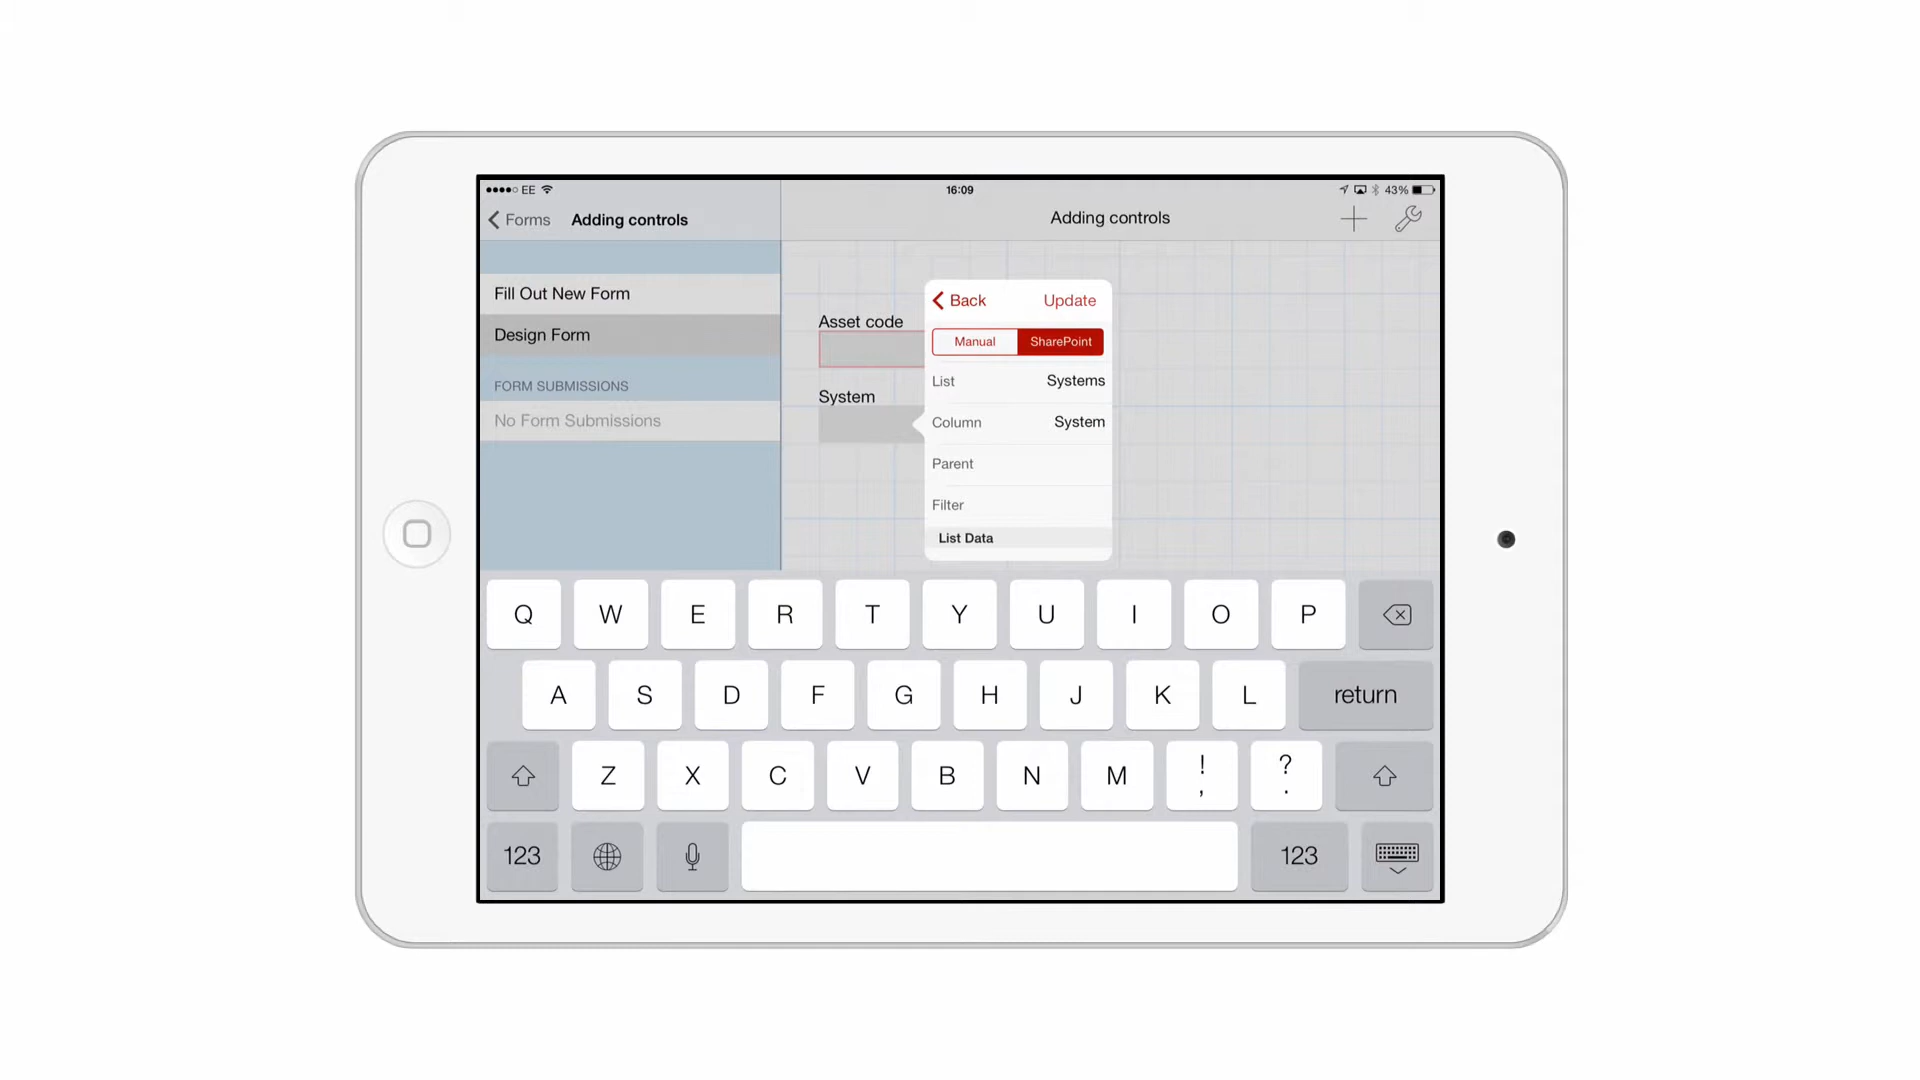 EE
16:09
43%
Forms
Adding controls
Adding controls
Fill Out New Form
Design Form
FORM SUBMISSIONS
No Form Submissions
Asset code
System
Back
Update
Manual
SharePoint
List
Systems
Column
System
Parent
Filter
List Data
Q W E R T Y U I O P
A S D F G H J K L return
Z X C V B N M ! , ? .
123
123